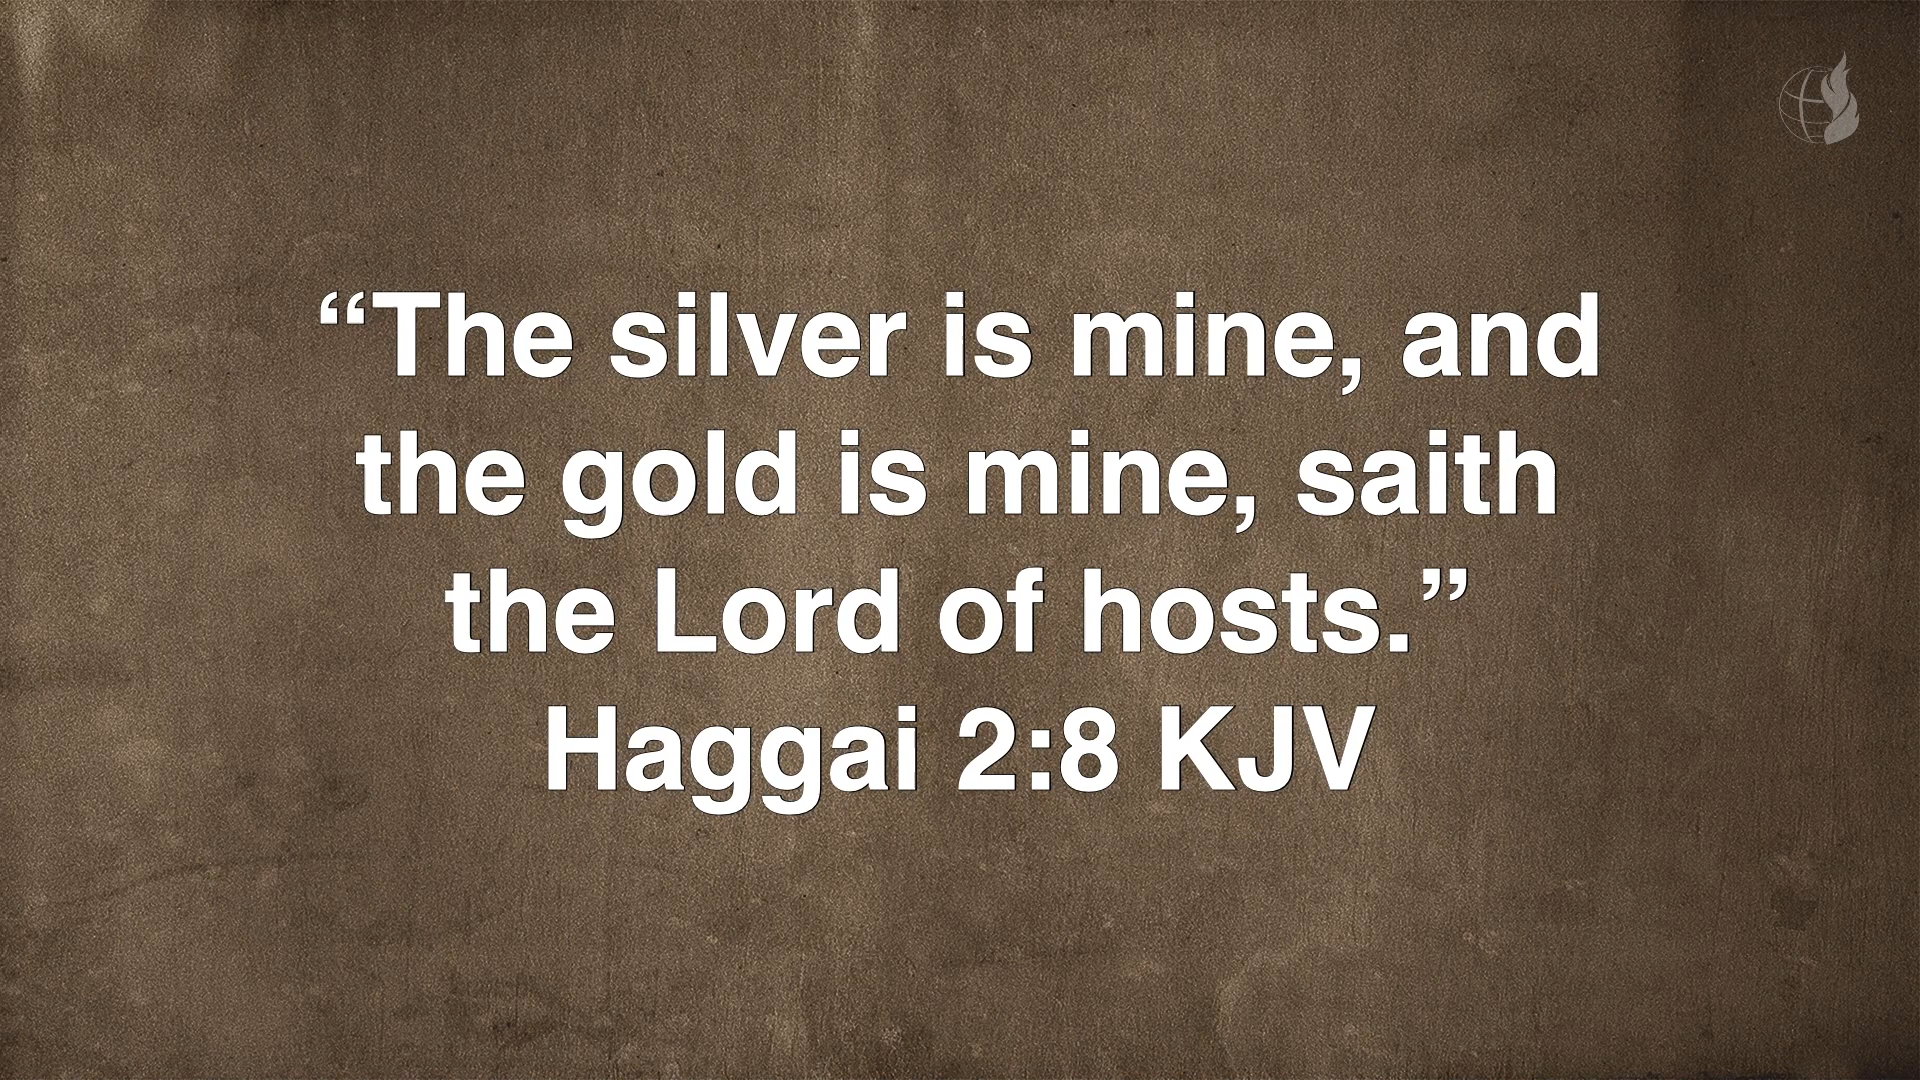 “The silver is mine, and
the gold is mine, saith
the Lord of hosts.”
Haggai 2:8 KJV